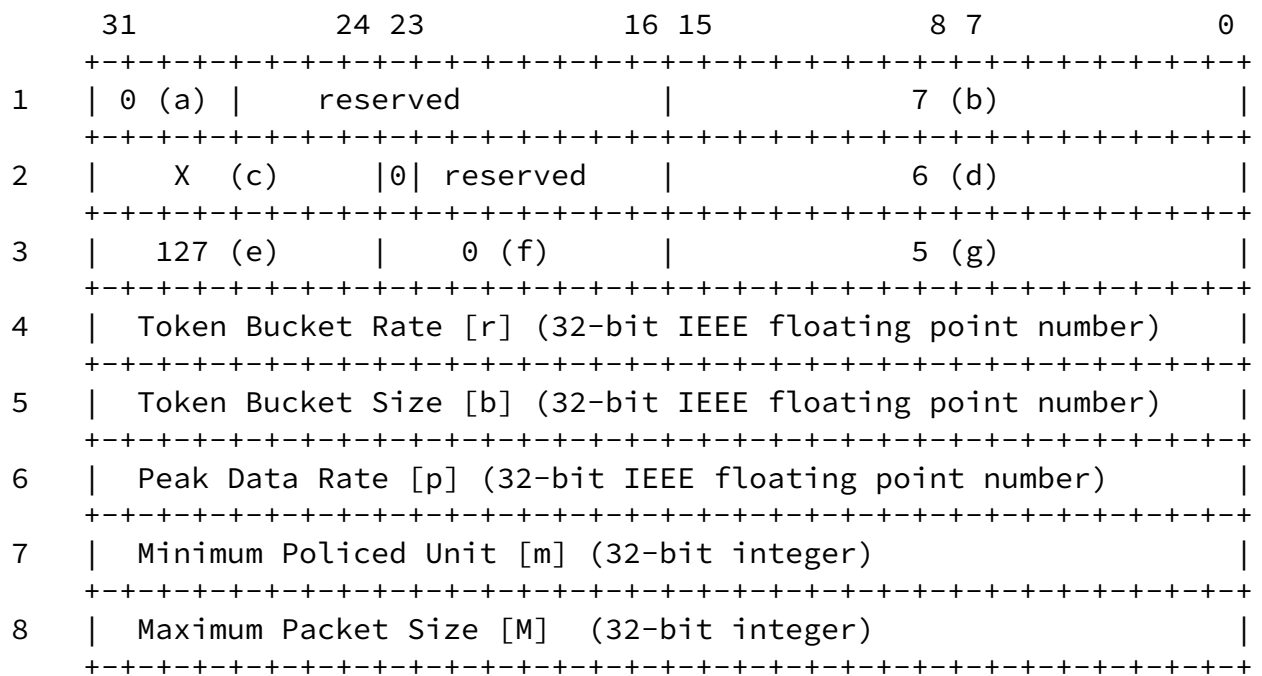 31           24 23           16 15            8 7             0
+-+-+-+-+-+-+-+-+-+-+-+-+-+-+-+-+-+-+-+-+-+-+-+-+-+-+-+-+-+-+-+-+
1   | 0 (a) |    reserved           |             7 (b)             |
+-+-+-+-+-+-+-+-+-+-+-+-+-+-+-+-+-+-+-+-+-+-+-+-+-+-+-+-+-+-+-+-+
2   |    X  (c)     |0| reserved    |             6 (d)             |
+-+-+-+-+-+-+-+-+-+-+-+-+-+-+-+-+-+-+-+-+-+-+-+-+-+-+-+-+-+-+-+-+
3   |   127 (e)     |    0 (f)      |             5 (g)             |
+-+-+-+-+-+-+-+-+-+-+-+-+-+-+-+-+-+-+-+-+-+-+-+-+-+-+-+-+-+-+-+-+
4   |  Token Bucket Rate [r] (32-bit IEEE floating point number)    |
+-+-+-+-+-+-+-+-+-+-+-+-+-+-+-+-+-+-+-+-+-+-+-+-+-+-+-+-+-+-+-+-+
5   |  Token Bucket Size [b] (32-bit IEEE floating point number)    |
+-+-+-+-+-+-+-+-+-+-+-+-+-+-+-+-+-+-+-+-+-+-+-+-+-+-+-+-+-+-+-+-+
6   |  Peak Data Rate [p] (32-bit IEEE floating point number)       |
+-+-+-+-+-+-+-+-+-+-+-+-+-+-+-+-+-+-+-+-+-+-+-+-+-+-+-+-+-+-+-+-+
7   |  Minimum Policed Unit [m] (32-bit integer)                    |
+-+-+-+-+-+-+-+-+-+-+-+-+-+-+-+-+-+-+-+-+-+-+-+-+-+-+-+-+-+-+-+-+
8   |  Maximum Packet Size [M]  (32-bit integer)                    |
+-+-+-+-+-+-+-+-+-+-+-+-+-+-+-+-+-+-+-+-+-+-+-+-+-+-+-+-+-+-+-+-+